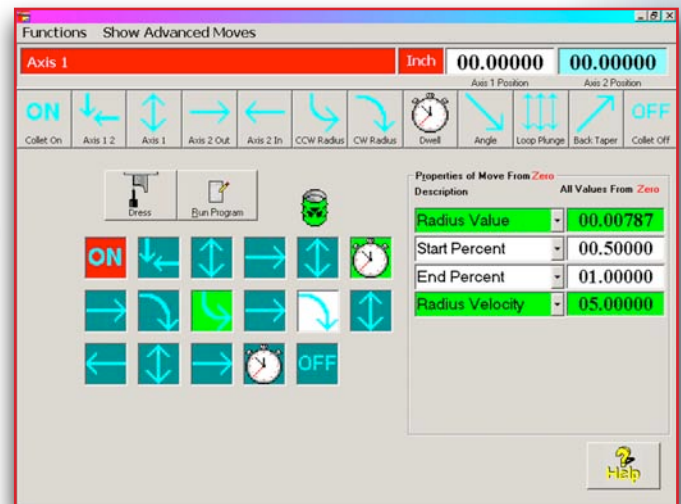 Functions Show Advanced Moves
Axis 1 Inch 00.00000 00.00000
Axis 1 Position Axis 2 Position
ON OFF
Collet On Axis 1 2 Axis 1 Axis 2 Out Axis 2 In CCW Radius CW Radius Dwell Angle Loop Plunge Back Taper Collet Off
Properties of Move From Zero
Description All Values From Zero
Dress Run Program
Radius Value 00.00787
ON Start Percent 00.50000
End Percent 01.00000
Radius Velocity 05.00000
OFF
Help